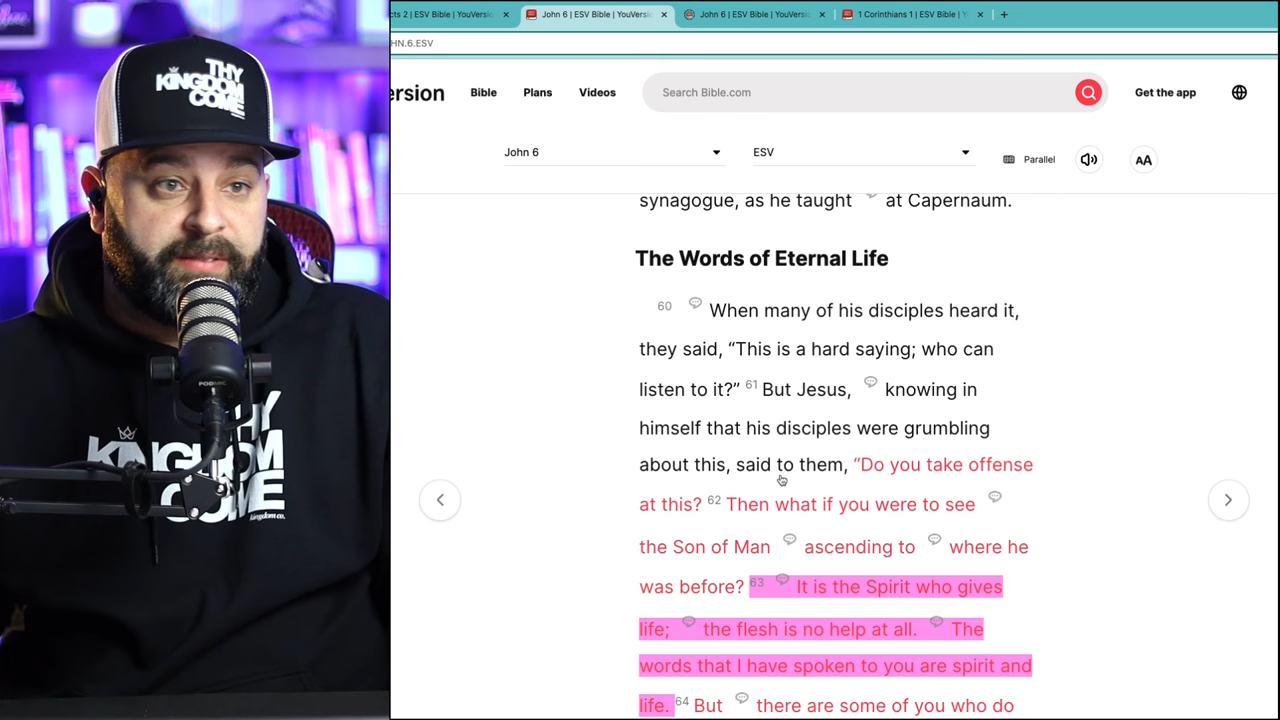 cts 2 | ESV Bible | YouVersio
John 6 | ESV Bible | YouVersi
John 6 | ESV Bible | YouVersio
1 Corinthians 1 | ESV Bible |
HN.6.ESV
ersion
Bible
Plans
Videos
Search Bible.com
Get the app
John 6
ESV
Parallel
AA
synagogue, as he taught at Capernaum.
The Words of Eternal Life
60 When many of his disciples heard it,
they said, “This is a hard saying; who can
listen to it?” 61 But Jesus, knowing in
himself that his disciples were grumbling
about this, said to them, “Do you take offense
at this? 62 Then what if you were to see
the Son of Man ascending to where he
was before? 63 It is the Spirit who gives
life; the flesh is no help at all. The
words that I have spoken to you are spirit and
life. 64 But there are some of you who do
THY
KINGDOM
COME
PODMIC
THY
KINGDOM
CO
kingdom co.